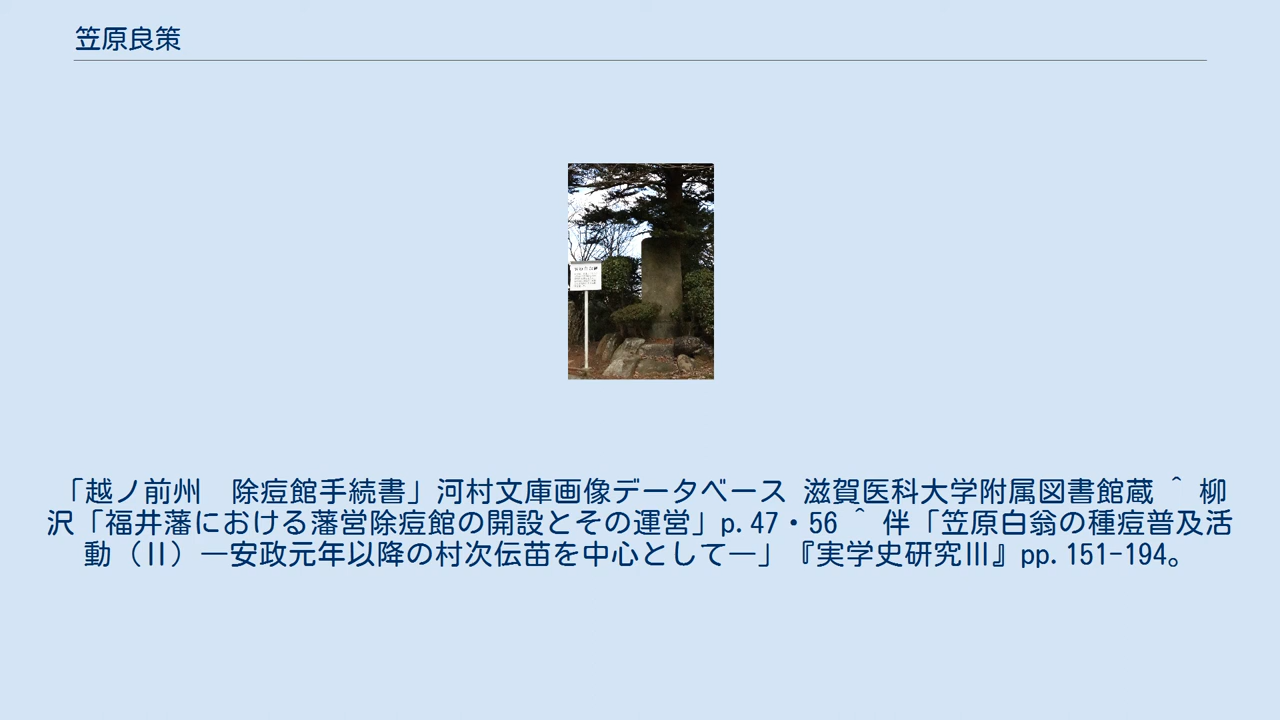 笠原良策
「越ノ前州　除痘館手続書」河村文庫画像データベース 滋賀医科大学附属図書館蔵 ^ 柳
沢「福井藩における藩営除痘館の開設とその運営」p.47・56 ^ 伴「笠原白翁の種痘普及活
動（II）―安政元年以降の村次伝苗を中心として―」『実学史研究III』pp.151-194。